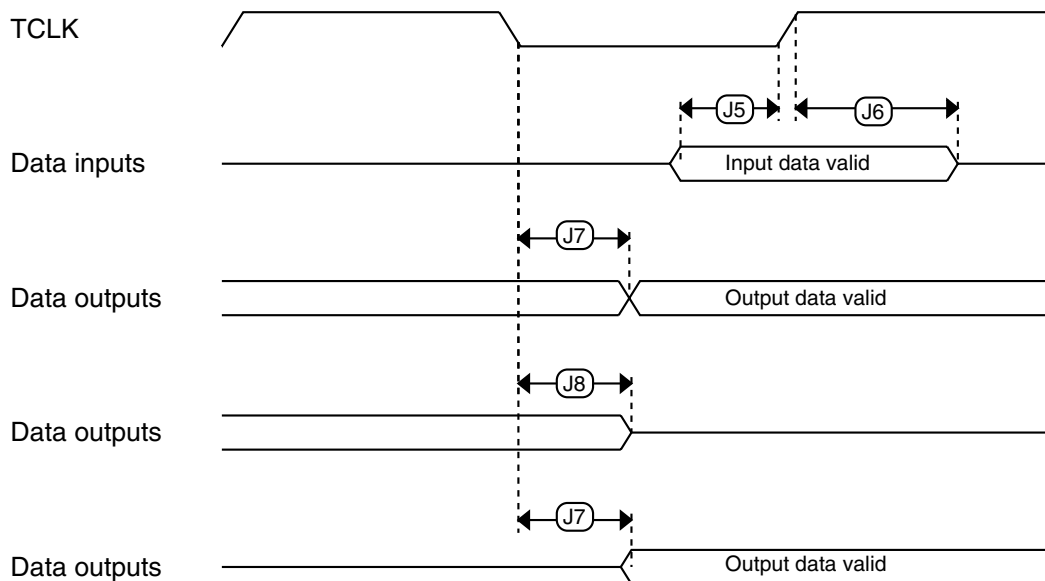 TCLK
J5
J6
Data inputs
Input data valid
J7
Data outputs
Output data valid
J8
Data outputs
J7
Data outputs
Output data valid